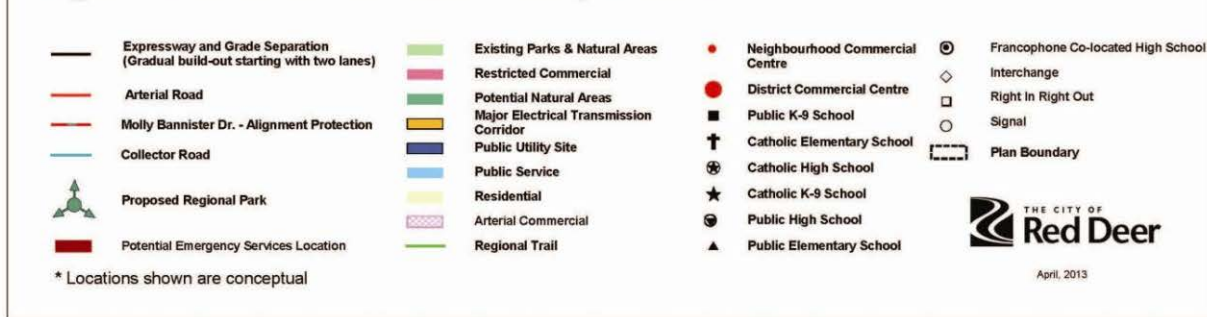 Expressway and Grade Separation
(Gradual build-out starting with two lanes)
Arterial Road
Molly Bannister Dr. - Alignment Protection
Collector Road
Proposed Regional Park
Potential Emergency Services Location
* Locations shown are conceptual
Existing Parks & Natural Areas
Restricted Commercial
Potential Natural Areas
Major Electrical Transmission
Corridor
Public Utility Site
Public Service
Residential
Arterial Commercial
Regional Trail
Neighbourhood Commercial
Centre
District Commercial Centre
Public K-9 School
Catholic Elementary School
Catholic High School
Catholic K-9 School
Public High School
Public Elementary School
Francophone Co-located High School
Interchange
Right In Right Out
Signal
Plan Boundary
THE CITY OF
Red Deer
April, 2013